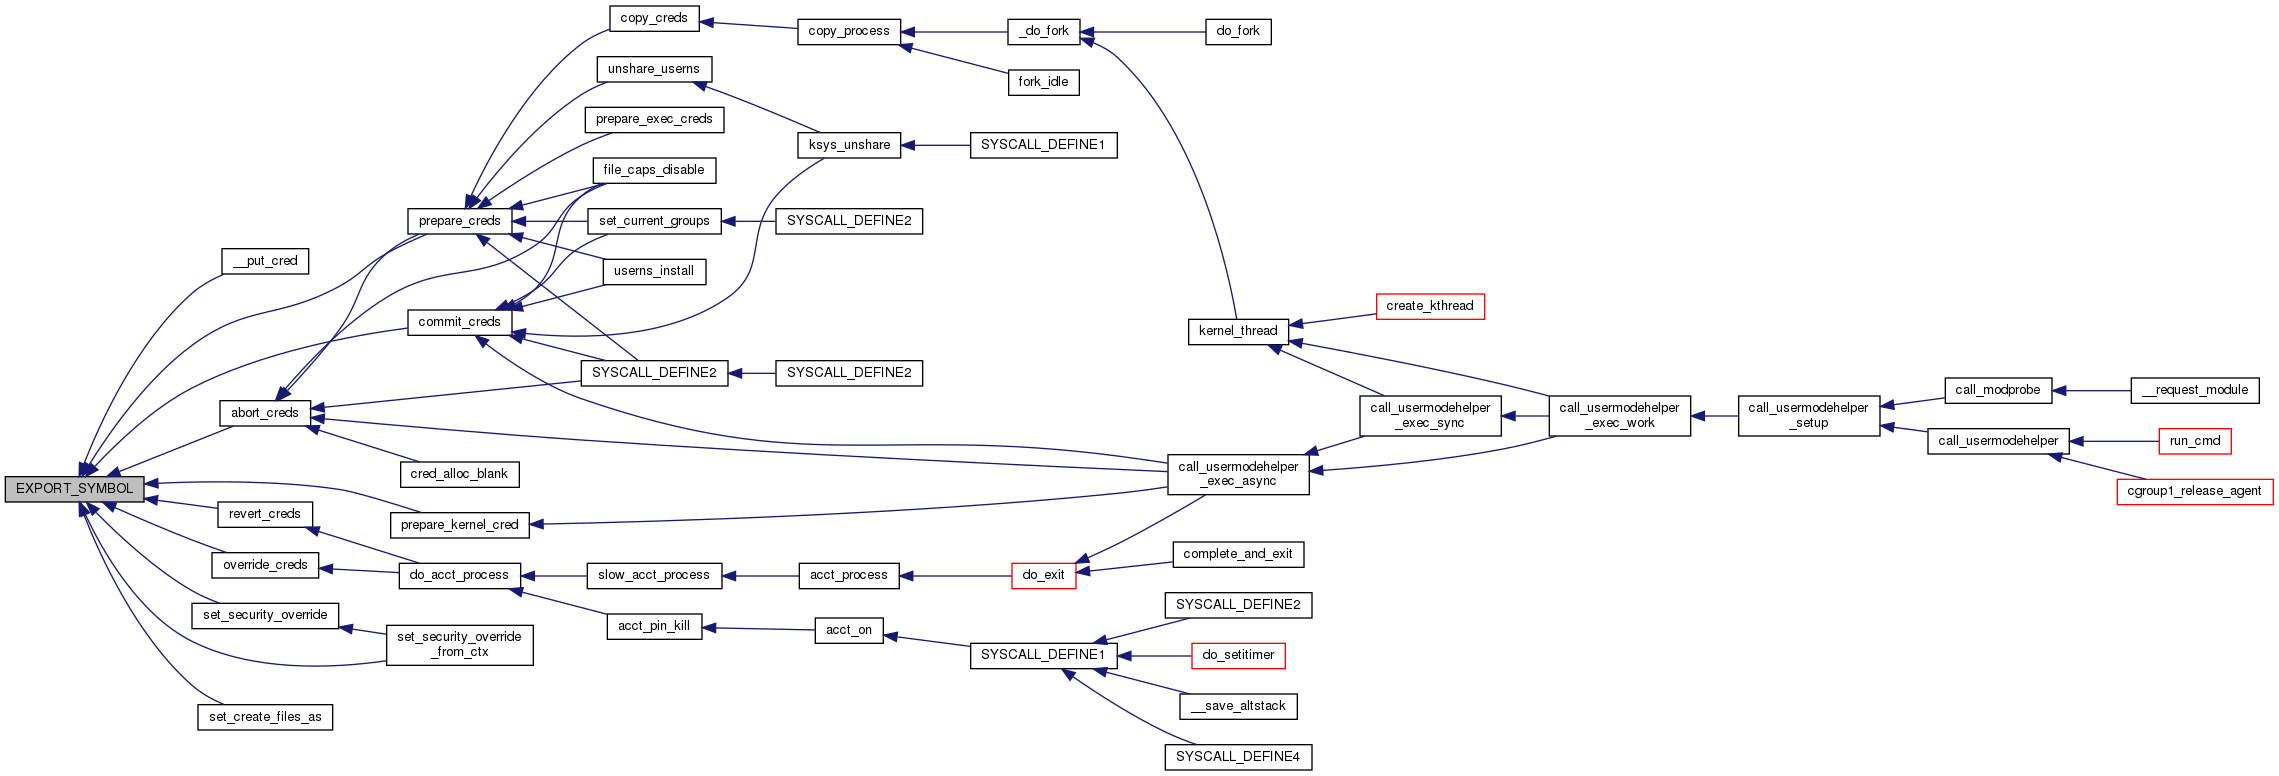 copy_creds
copy_process
_do_fork
do_fork
unshare_userns
fork_idle
prepare_exec_creds
ksys_unshare
SYSCALL_DEFINE1
file_caps_disable
prepare_creds
set_current_groups
SYSCALL_DEFINE2
__put_cred
userns_install
create_kthread
commit_creds
kernel_thread
SYSCALL_DEFINE2
SYSCALL_DEFINE2
call_modprobe
__request_module
abort_creds
call_usermodehelper
_exec_sync
call_usermodehelper
_exec_work
call_usermodehelper
_setup
call_usermodehelper
run_cmd
cred_alloc_blank
call_usermodehelper
_exec_async
EXPORT_SYMBOL
cgroup1_release_agent
revert_creds
prepare_kernel_cred
complete_and_exit
override_creds
do_acct_process
slow_acct_process
acct_process
do_exit
SYSCALL_DEFINE2
set_security_override
acct_pin_kill
acct_on
set_security_override
_from_ctx
SYSCALL_DEFINE1
do_setitimer
__save_altstack
set_create_files_as
SYSCALL_DEFINE4